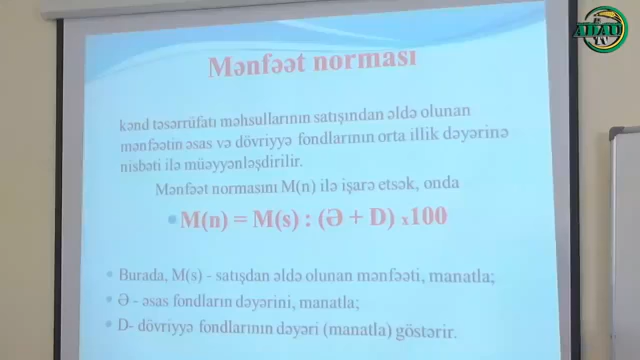 ADAU
TV
Mənfəət norması
kənd təsərrüfatı məhsullarının satışından əldə olunan
mənfəətin əsas və dövriyyə fondlarının orta illik dəyərinə
nisbəti ilə müəyyənləşdirilir.
Mənfəət normasını M(n) ilə işarə etsək, onda
• M(n) = M(s) : (Ə + D) x100
• Burada, M(s) - satışdan əldə olunan mənfəəti, manatla;
• Ə - əsas fondların dəyərini, manatla;
• D- dövriyyə fondlarının dəyəri (manatla) göstərir.